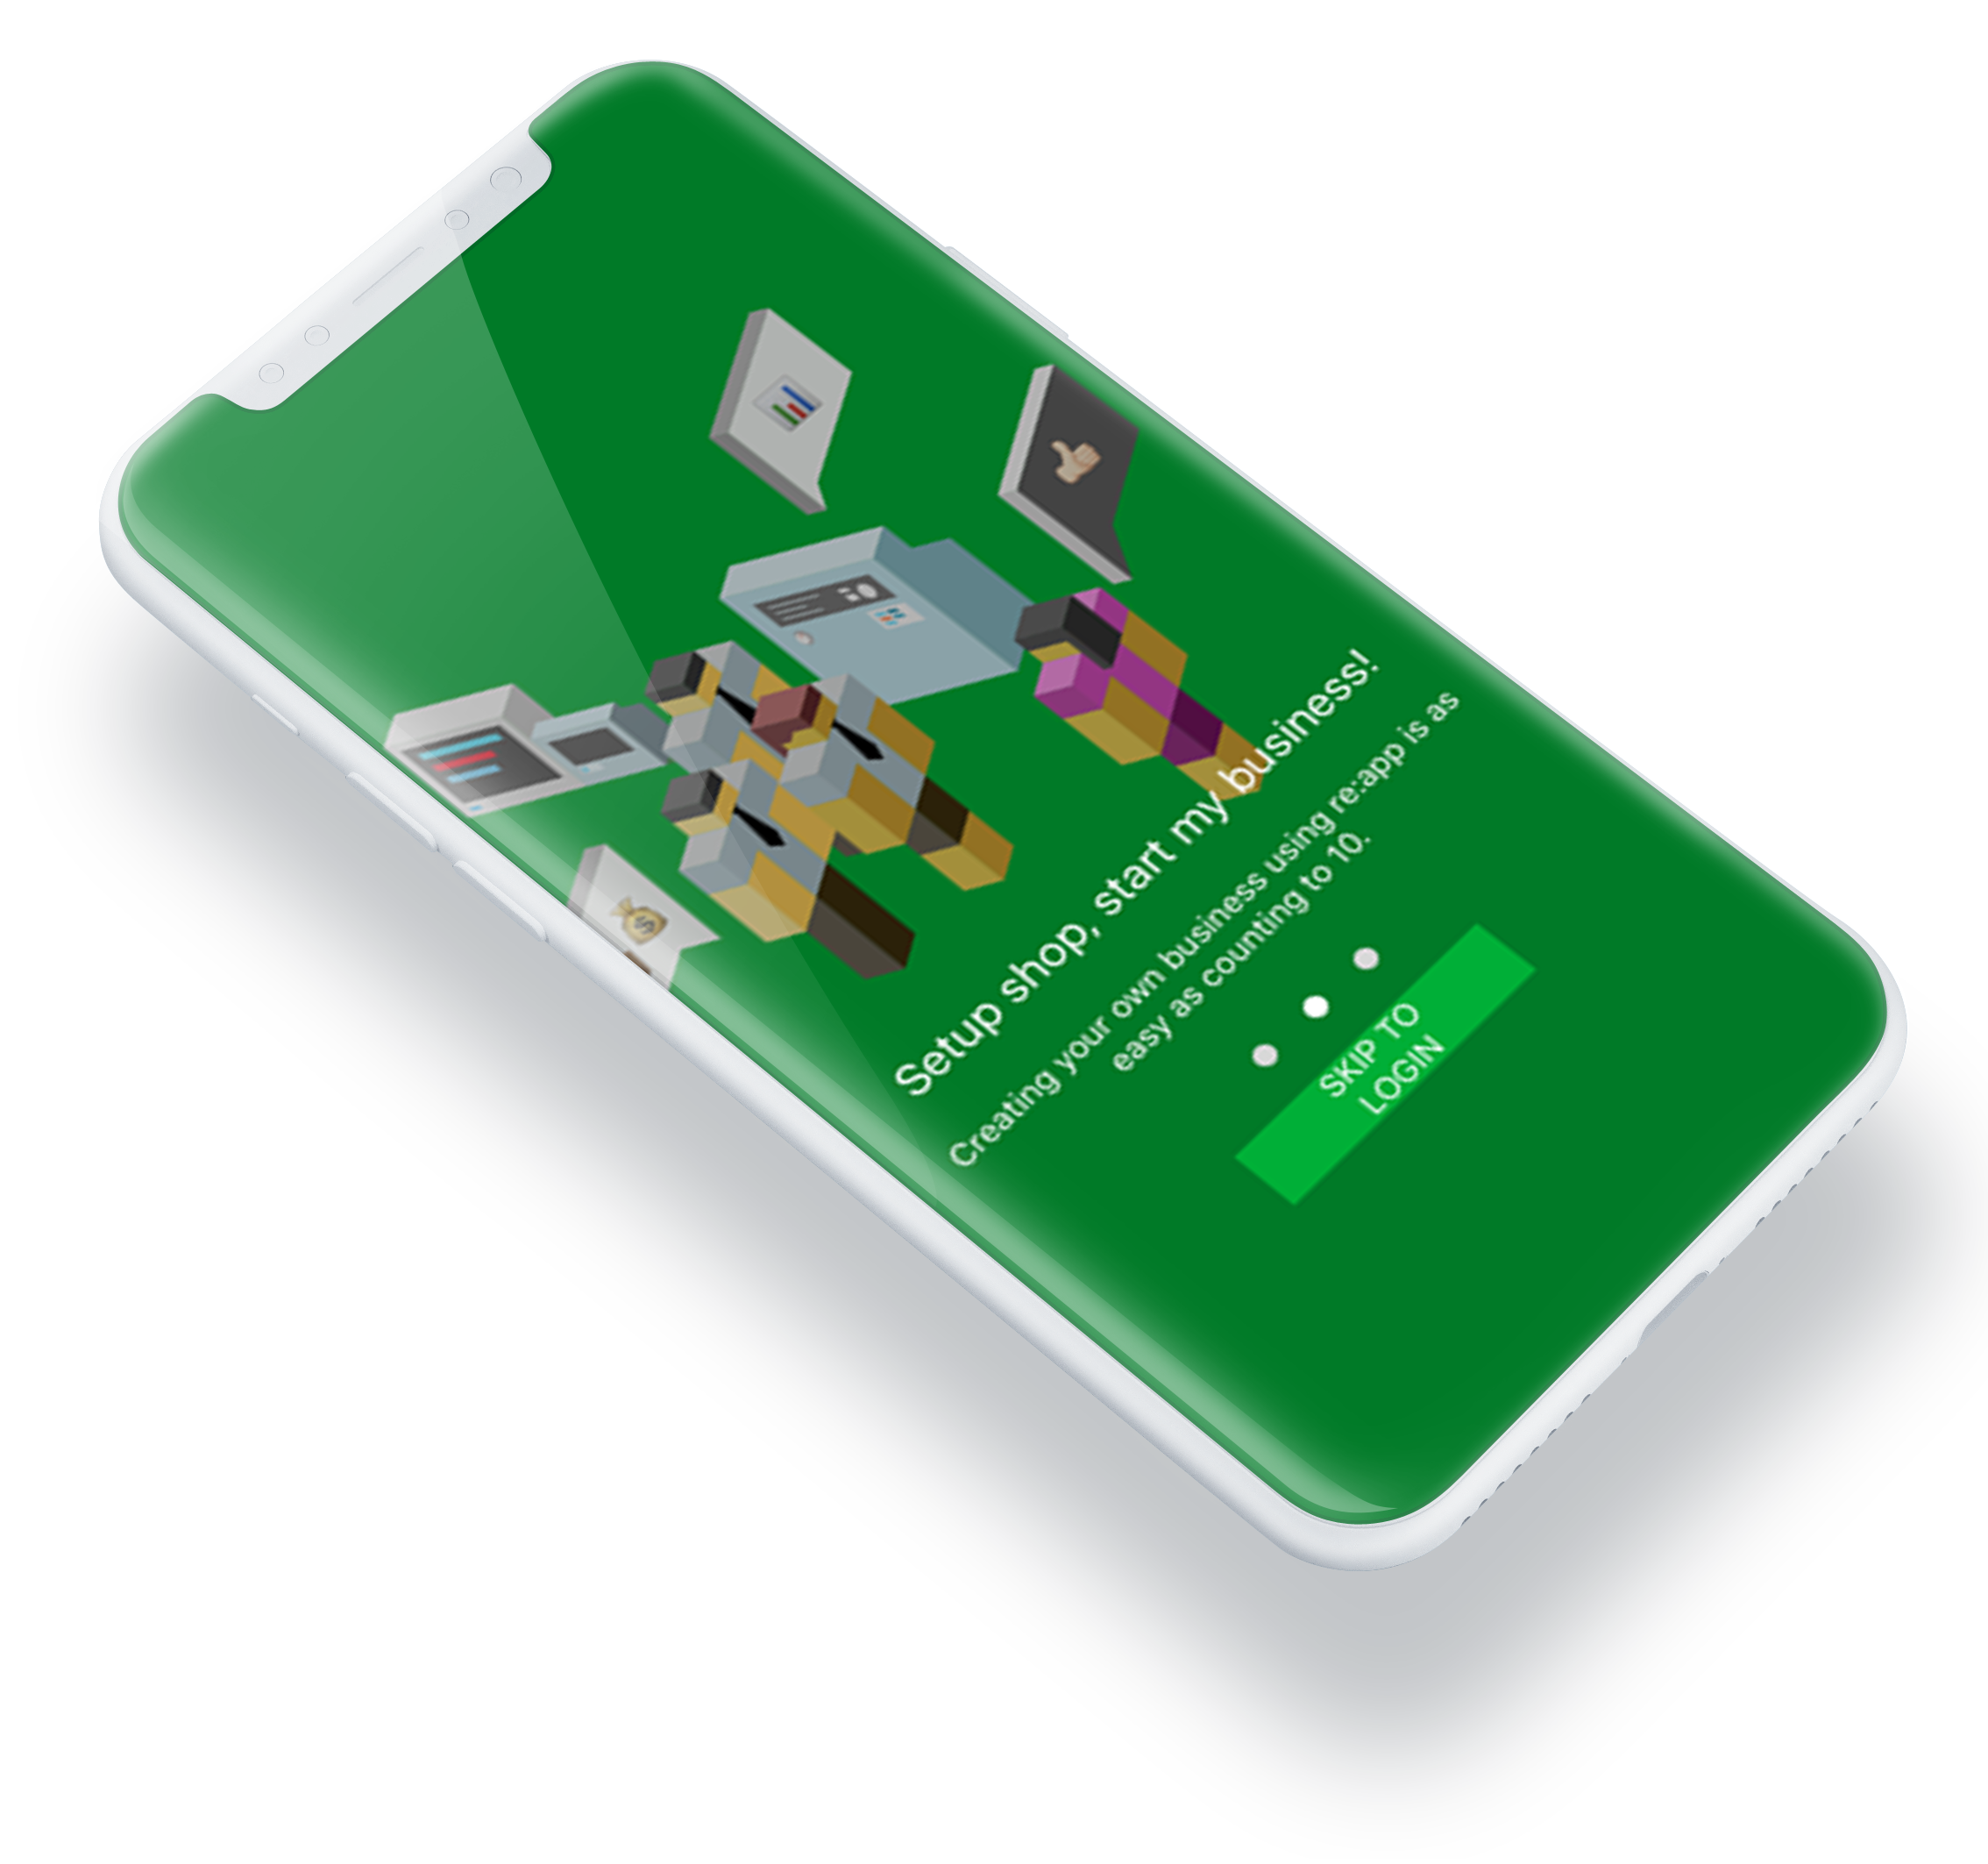 Setup shop, start my business!
Creating your own business using re:app is as
easy as counting to 10.
SKIP TO
LOGIN